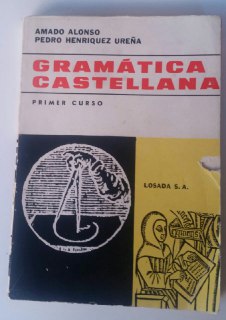 AMADO ALONSO
PEDRO HENRIQUEZ UREÑA
GRAMÁTICA
CASTELLANA
PRIMER CURSO
LOSADA S. A.